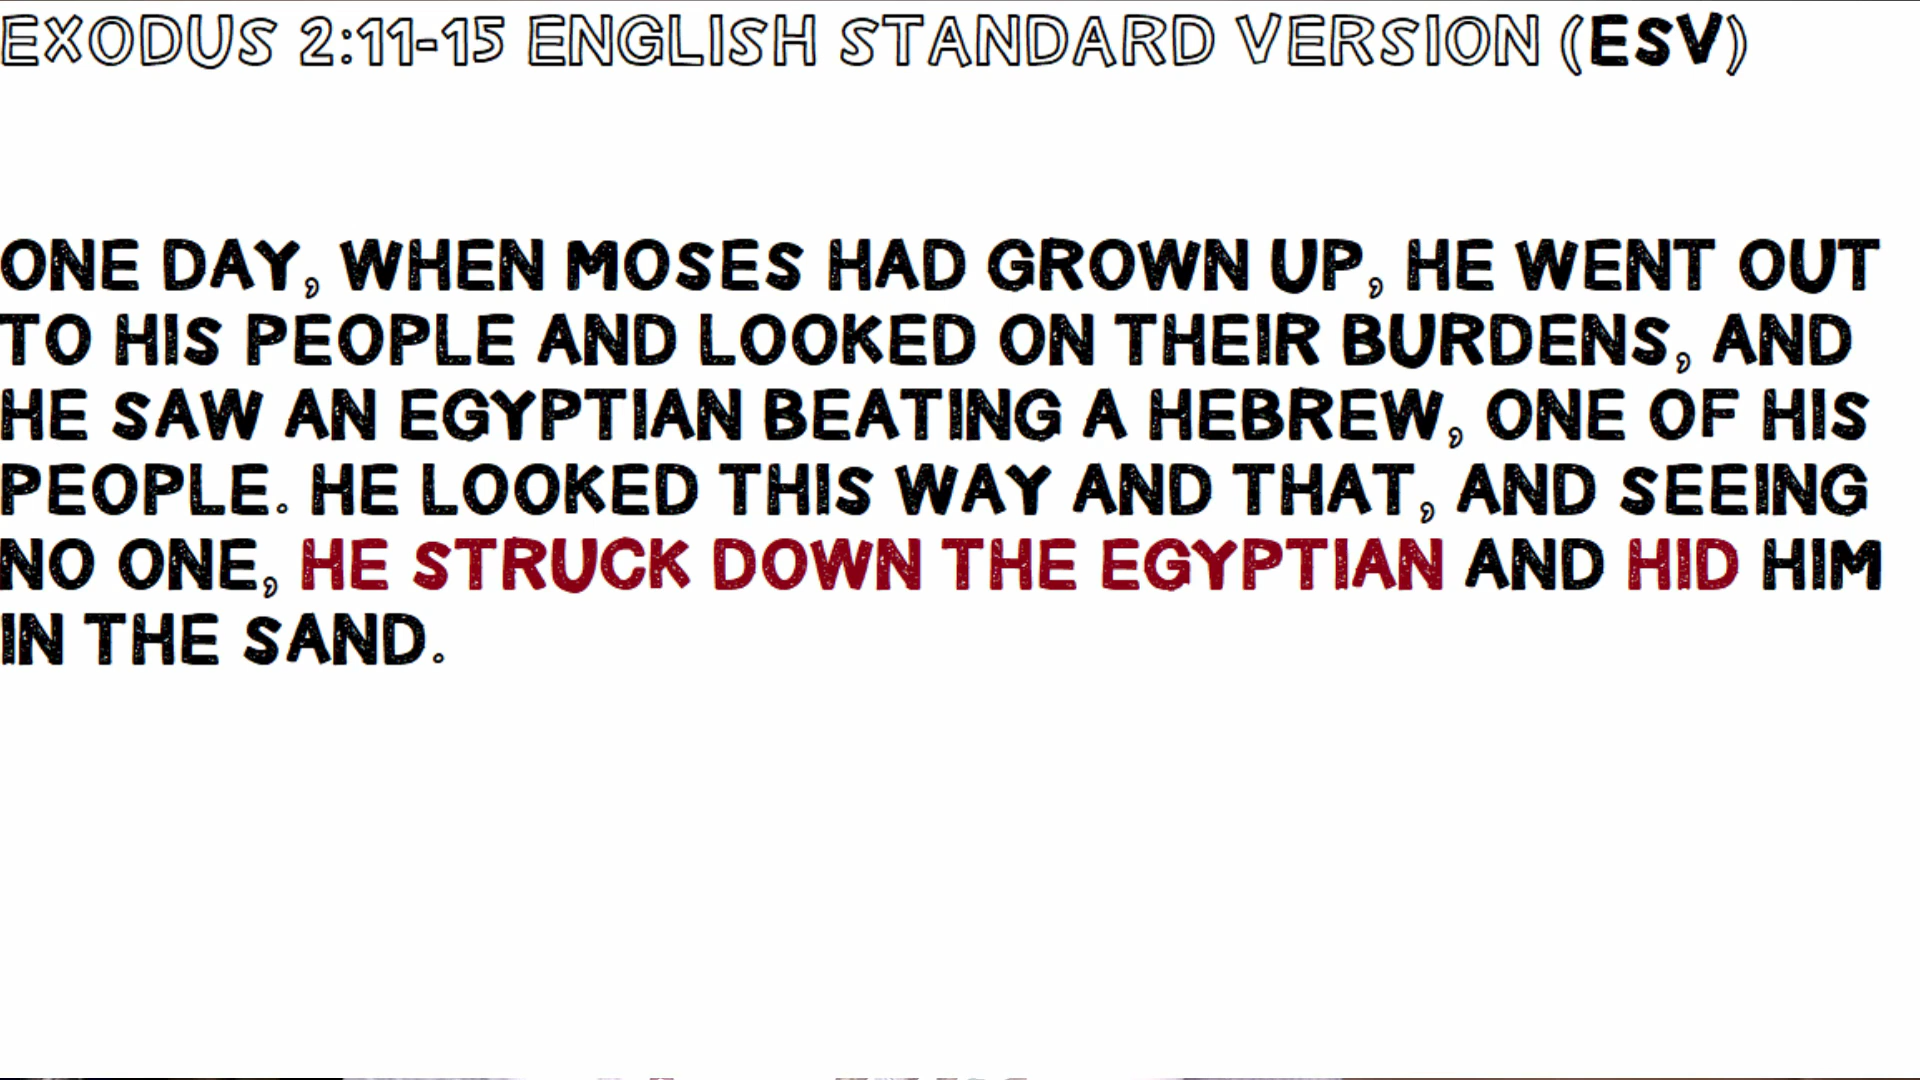 EXODUS 2:11-15 ENGLISH STANDARD VERSION (ESV)
ONE DAY, WHEN MOSES HAD GROWN UP, HE WENT OUT
TO HIS PEOPLE AND LOOKED ON THEIR BURDENS, AND
HE SAW AN EGYPTIAN BEATING A HEBREW, ONE OF HIS
PEOPLE. HE LOOKED THIS WAY AND THAT, AND SEEING
NO ONE, HE STRUCK DOWN THE EGYPTIAN AND HID HIM
IN THE SAND.